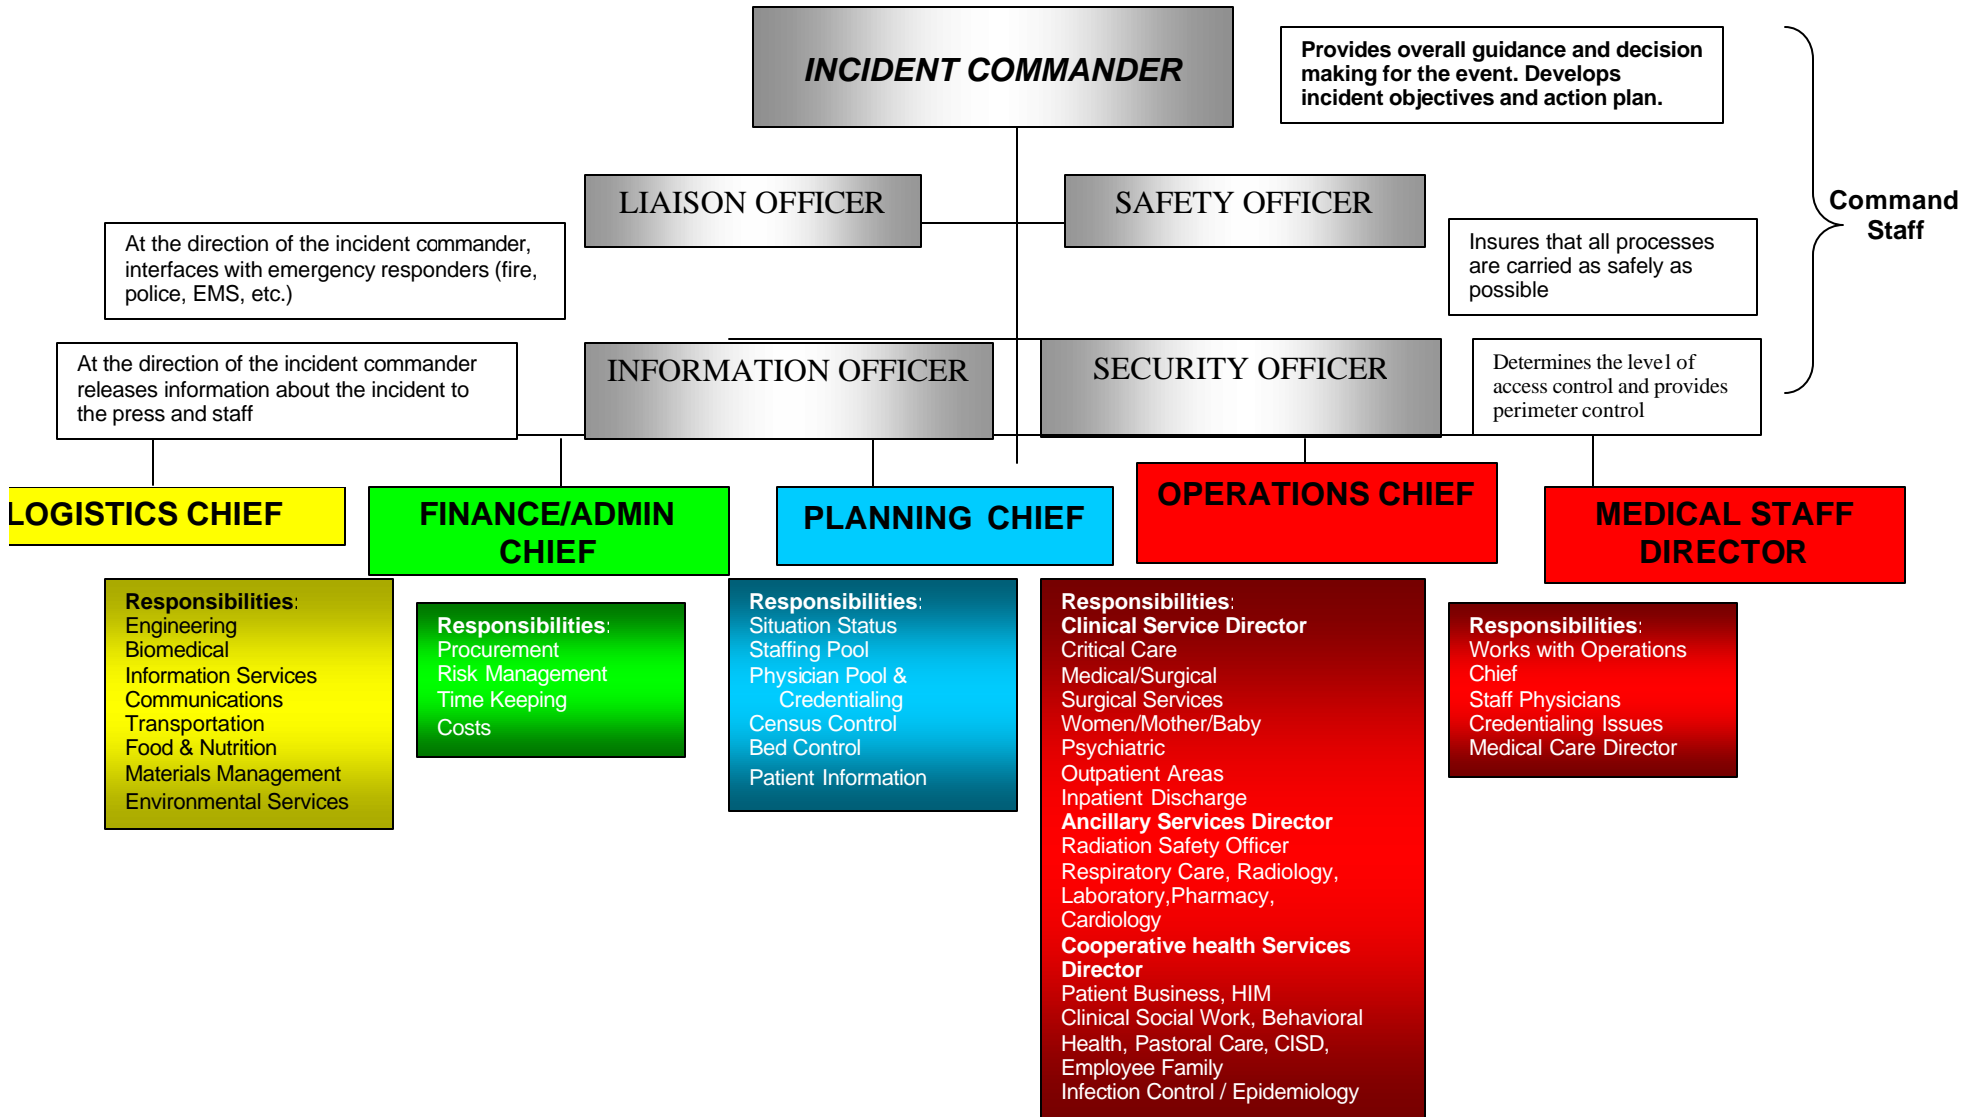 INCIDENT COMMANDER
Provides overall guidance and decision
making for the event. Develops
incident objectives and action plan.
LIAISON OFFICER
SAFETY OFFICER
Command
Staff
At the direction of the incident commander,
interfaces with emergency responders (fire,
police, EMS, etc.)
Insures that all processes
are carried as safely as
possible
At the direction of the incident commander
releases information about the incident to
the press and staff
INFORMATION OFFICER
SECURITY OFFICER
Determines the level of
access control and provides
perimeter control
LOGISTICS CHIEF
FINANCE/ADMIN
CHIEF
PLANNING CHIEF
OPERATIONS CHIEF
MEDICAL STAFF
DIRECTOR
Responsibilities:
Engineering
Biomedical
Information Services
Communications
Transportation
Food & Nutrition
Materials Management
Environmental Services
Responsibilities:
Procurement
Risk Management
Time Keeping
Costs
Responsibilities:
Situation Status
Staffing Pool
Physician Pool &
Credentialing
Census Control
Bed Control
Patient Information
Responsibilities:
Clinical Service Director
Critical Care
Medical/Surgical
Surgical Services
Women/Mother/Baby
Psychiatric
Outpatient Areas
Inpatient Discharge
Ancillary Services Director
Radiation Safety Officer
Respiratory Care, Radiology,
Laboratory,Pharmacy,
Cardiology
Cooperative health Services
Director
Patient Business, HIM
Clinical Social Work, Behavioral
Health, Pastoral Care, CISD,
Employee Family
Infection Control / Epidemiology
Responsibilities:
Works with Operations
Chief
Staff Physicians
Credentialing Issues
Medical Care Director